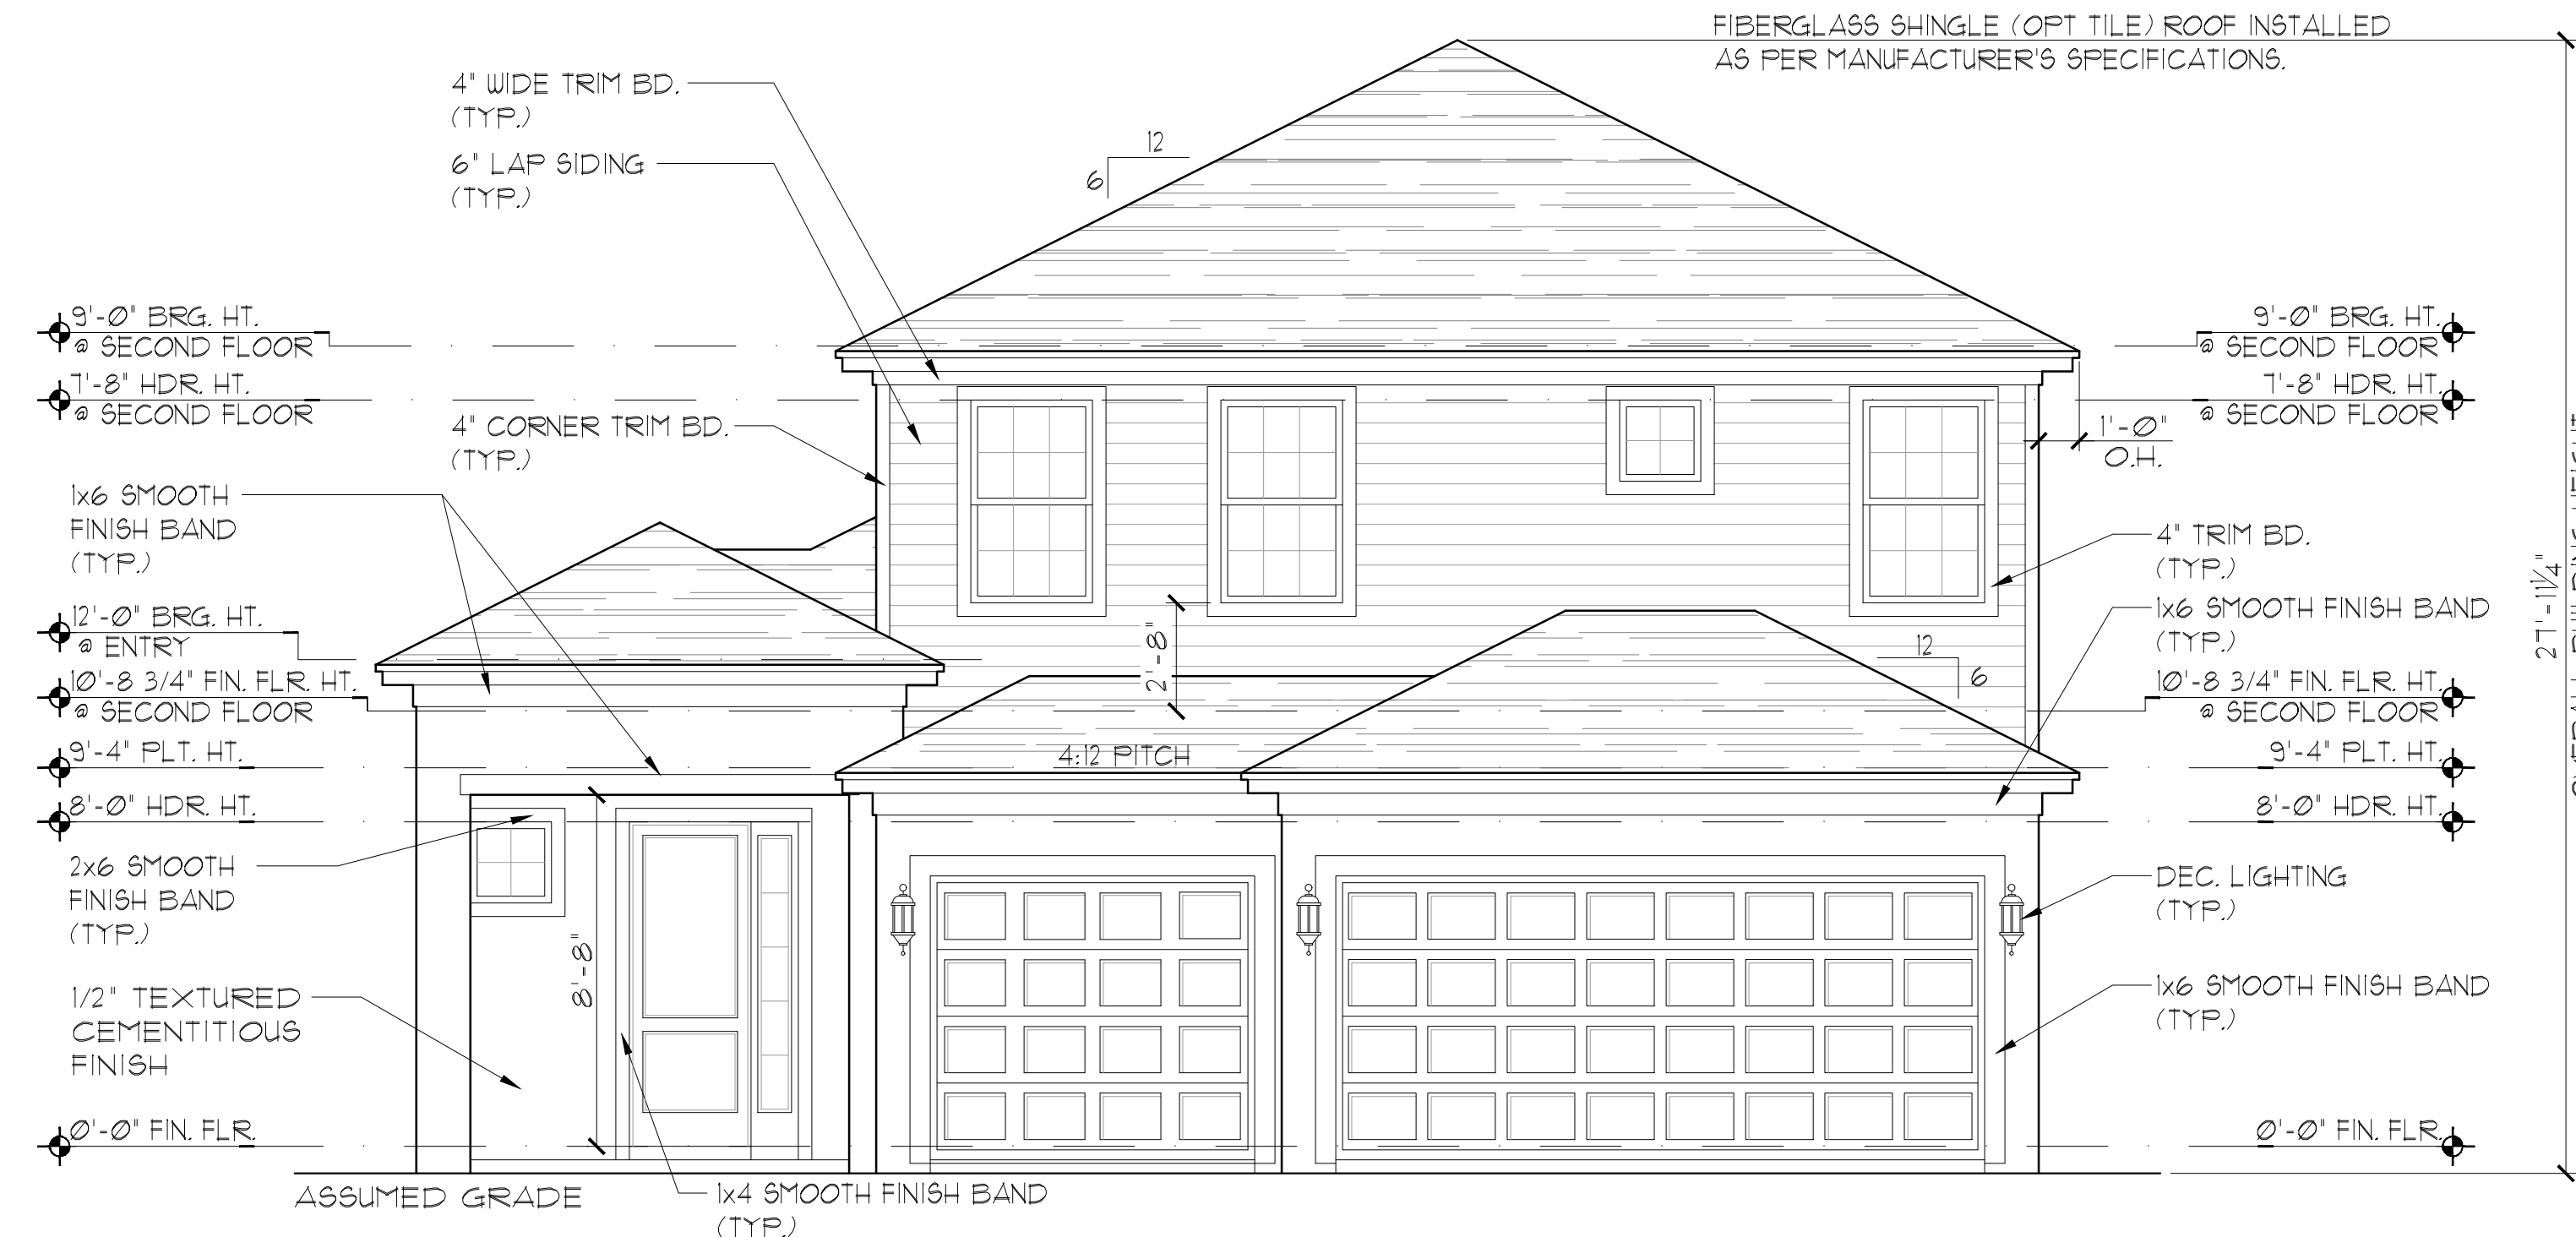 FIBERGLASS SHINGLE (OPT TILE) ROOF INSTALLED
AS PER MANUFACTURER'S SPECIFICATIONS.
4" WIDE TRIM BD.
(TYP.)
6" LAP SIDING
(TYP.)
12
6
9'-0" BRG. HT.
@ SECOND FLOOR
7'-8" HDR. HT.
@ SECOND FLOOR
4" CORNER TRIM BD.
(TYP.)
1x6 SMOOTH
FINISH BAND
(TYP.)
12'-0" BRG. HT.
@ ENTRY
10'-8 3/4" FIN. FLR. HT.
@ SECOND FLOOR
9'-4" PLT. HT.
8'-0" HDR. HT.
2x6 SMOOTH
FINISH BAND
(TYP.)
1/2" TEXTURED
CEMENTITIOUS
FINISH
0'-0" FIN. FLR.
ASSUMED GRADE
1x4 SMOOTH FINISH BAND
(TYP.)
8'-8"
2'-8"
4:12 PITCH
12
6
9'-0" BRG. HT.
@ SECOND FLOOR
7'-8" HDR. HT.
@ SECOND FLOOR
1'-0"
O.H.
4" TRIM BD.
(TYP.)
1x6 SMOOTH FINISH BAND
(TYP.)
10'-8 3/4" FIN. FLR. HT.
@ SECOND FLOOR
9'-4" PLT. HT.
8'-0" HDR. HT.
DEC. LIGHTING
(TYP.)
1x6 SMOOTH FINISH BAND
(TYP.)
0'-0" FIN. FLR.
27'-11 1/4"